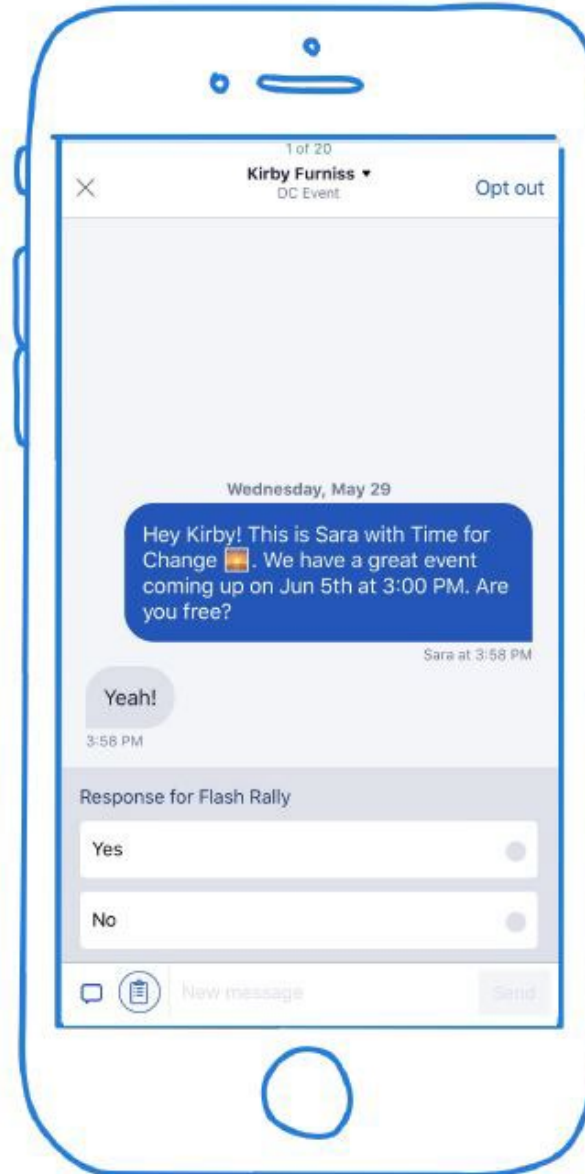 1 of 20
Kirby Furniss ▾
DC Event
Opt out
Wednesday, May 29
Hey Kirby! This is Sara with Time for
Change 🌅. We have a great event
coming up on Jun 5th at 3:00 PM. Are
you free?
Sara at 3:58 PM
Yeah!
3:58 PM
Response for Flash Rally
Yes
No
New message
Send